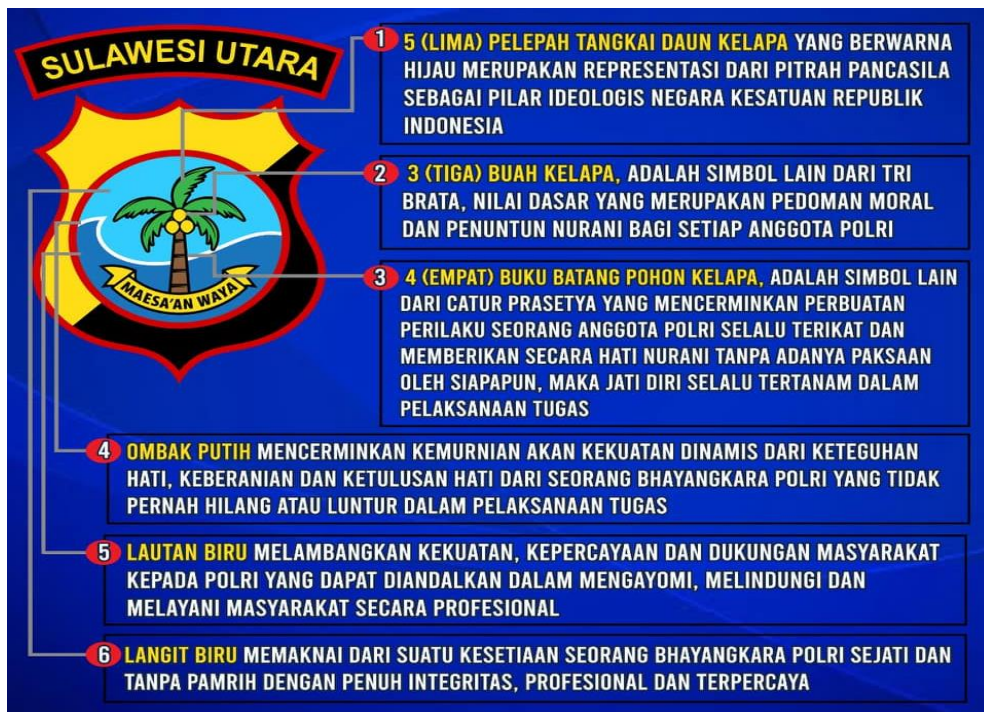 SULAWESI UTARA
MAESA'AN WAYA
1 5 (LIMA) PELEPAH TANGKAI DAUN KELAPA YANG BERWARNA
HIJAU MERUPAKAN REPRESENTASI DARI PITRAH PANCASILA
SEBAGAI PILAR IDEOLOGIS NEGARA KESATUAN REPUBLIK
INDONESIA
2 3 (TIGA) BUAH KELAPA, ADALAH SIMBOL LAIN DARI TRI
BRATA, NILAI DASAR YANG MERUPAKAN PEDOMAN MORAL
DAN PENUNTUN NURANI BAGI SETIAP ANGGOTA POLRI
3 4 (EMPAT) BUKU BATANG POHON KELAPA, ADALAH SIMBOL LAIN
DARI CATUR PRASETYA YANG MENCERMINKAN PERBUATAN
PERILAKU SEORANG ANGGOTA POLRI SELALU TERIKAT DAN
MEMBERIKAN SECARA HATI NURANI TANPA ADANYA PAKSAAN
OLEH SIAPAPUN, MAKA JATI DIRI SELALU TERTANAM DALAM
PELAKSANAAN TUGAS
4 OMBAK PUTIH MENCERMINKAN KEMURNIAN AKAN KEKUATAN DINAMIS DARI KETEGUHAN
HATI, KEBERANIAN DAN KETULUSAN HATI DARI SEORANG BHAYANGKARA POLRI YANG TIDAK
PERNAH HILANG ATAU LUNTUR DALAM PELAKSANAAN TUGAS
5 LAUTAN BIRU MELAMBANGKAN KEKUATAN, KEPERCAYAAN DAN DUKUNGAN MASYARAKAT
KEPADA POLRI YANG DAPAT DIANDALKAN DALAM MENGAYOMI, MELINDUNGI DAN
MELAYANI MASYARAKAT SECARA PROFESIONAL
6 LANGIT BIRU MEMAKNAI DARI SUATU KESETIAAN SEORANG BHAYANGKARA POLRI SEJATI DAN
TANPA PAMRIH DENGAN PENUH INTEGRITAS, PROFESIONAL DAN TERPERCAYA